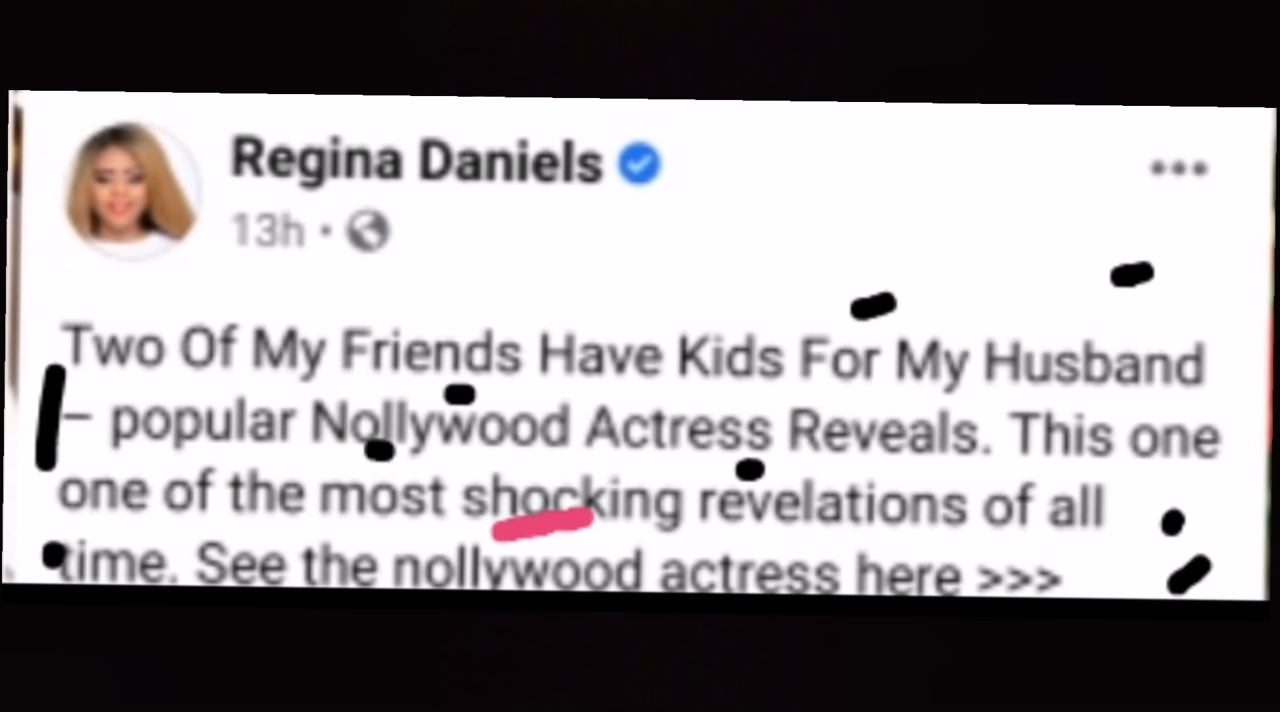 Regina Daniels
13h
Two Of My Friends Have Kids For My Husband
– popular Nollywood Actress Reveals. This one
one of the most shocking revelations of all
time. See the nollywood actress here >>>